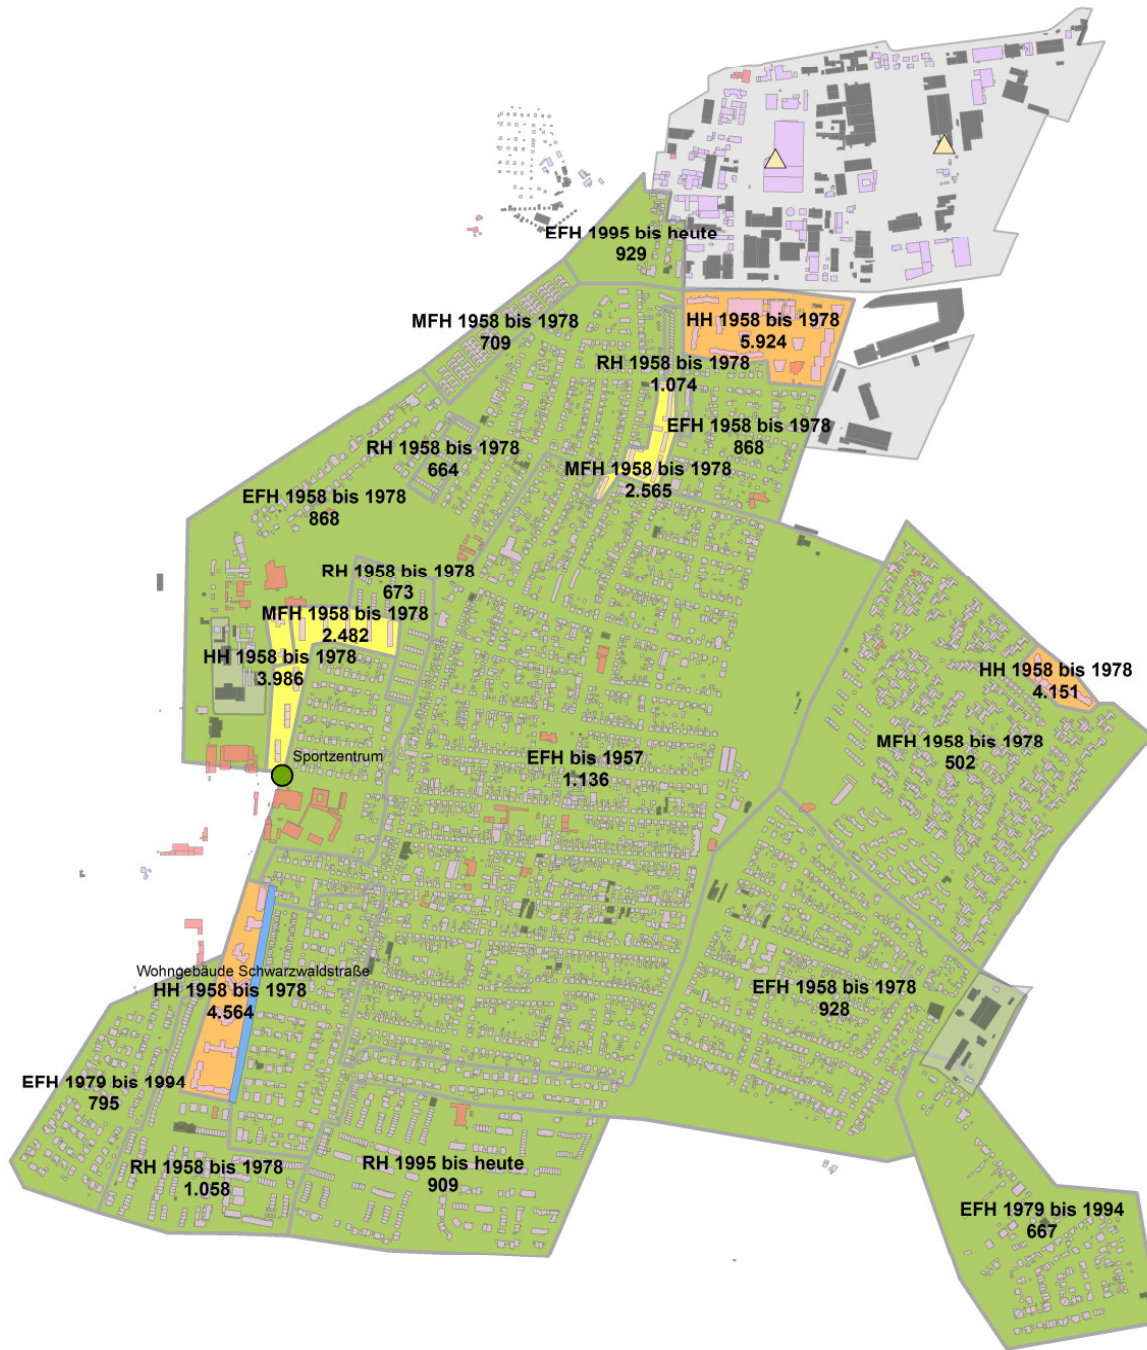 EFH 1995 bis heute
929
MFH 1958 bis 1978
709
HH 1958 bis 1978
5.924
RH 1958 bis 1978
1.074
EFH 1958 bis 1978
868
RH 1958 bis 1978
664
MFH 1958 bis 1978
2.565
EFH 1958 bis 1978
868
RH 1958 bis 1978
673
MFH 1958 bis 1978
2.482
HH 1958 bis 1978
3.986
HH 1958 bis 1978
4.151
MFH 1958 bis 1978
502
Sportzentrum
EFH bis 1957
1.136
Wohngebäude Schwarzwaldstraße
HH 1958 bis 1978
4.564
EFH 1958 bis 1978
928
EFH 1979 bis 1994
795
RH 1958 bis 1978
1.058
RH 1995 bis heute
909
EFH 1979 bis 1994
667